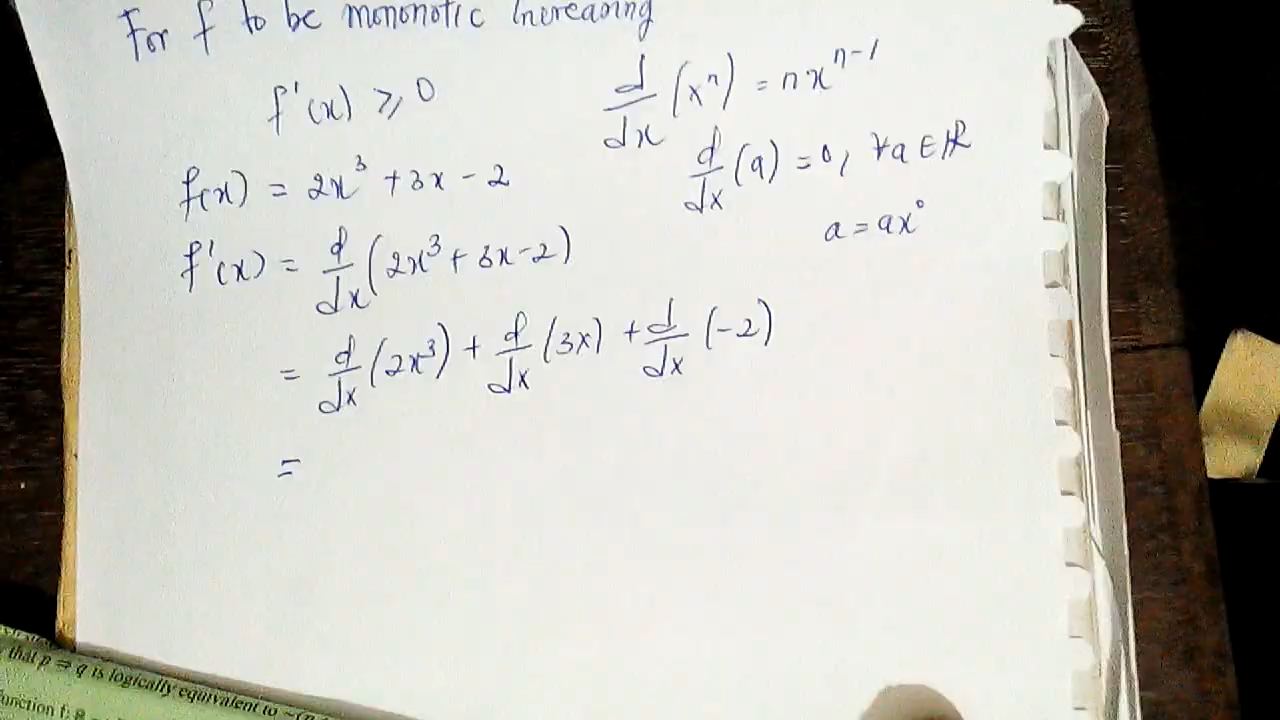 For f to be mononotic increasing
f'(x) ⩾ 0
d/dx (xⁿ) = nxⁿ⁻¹
d/dx (a) = 0, ∀a ∈ ℝ
a = ax⁰
f(x) = 2x³ + 3x - 2
f'(x) = d/dx (2x³ + 3x - 2)
= d/dx (2x³) + d/dx (3x) + d/dx (-2)
=
that p ⇒ q is logically equivalent to ~(p
function f: